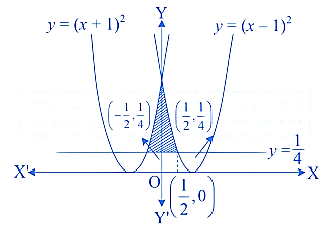 Y
y = (x + 1)² y = (x − 1)²
(−1/2, 1/4) (1/2, 1/4)
y = 1/4
X' O X
(1/2, 0)
Y'